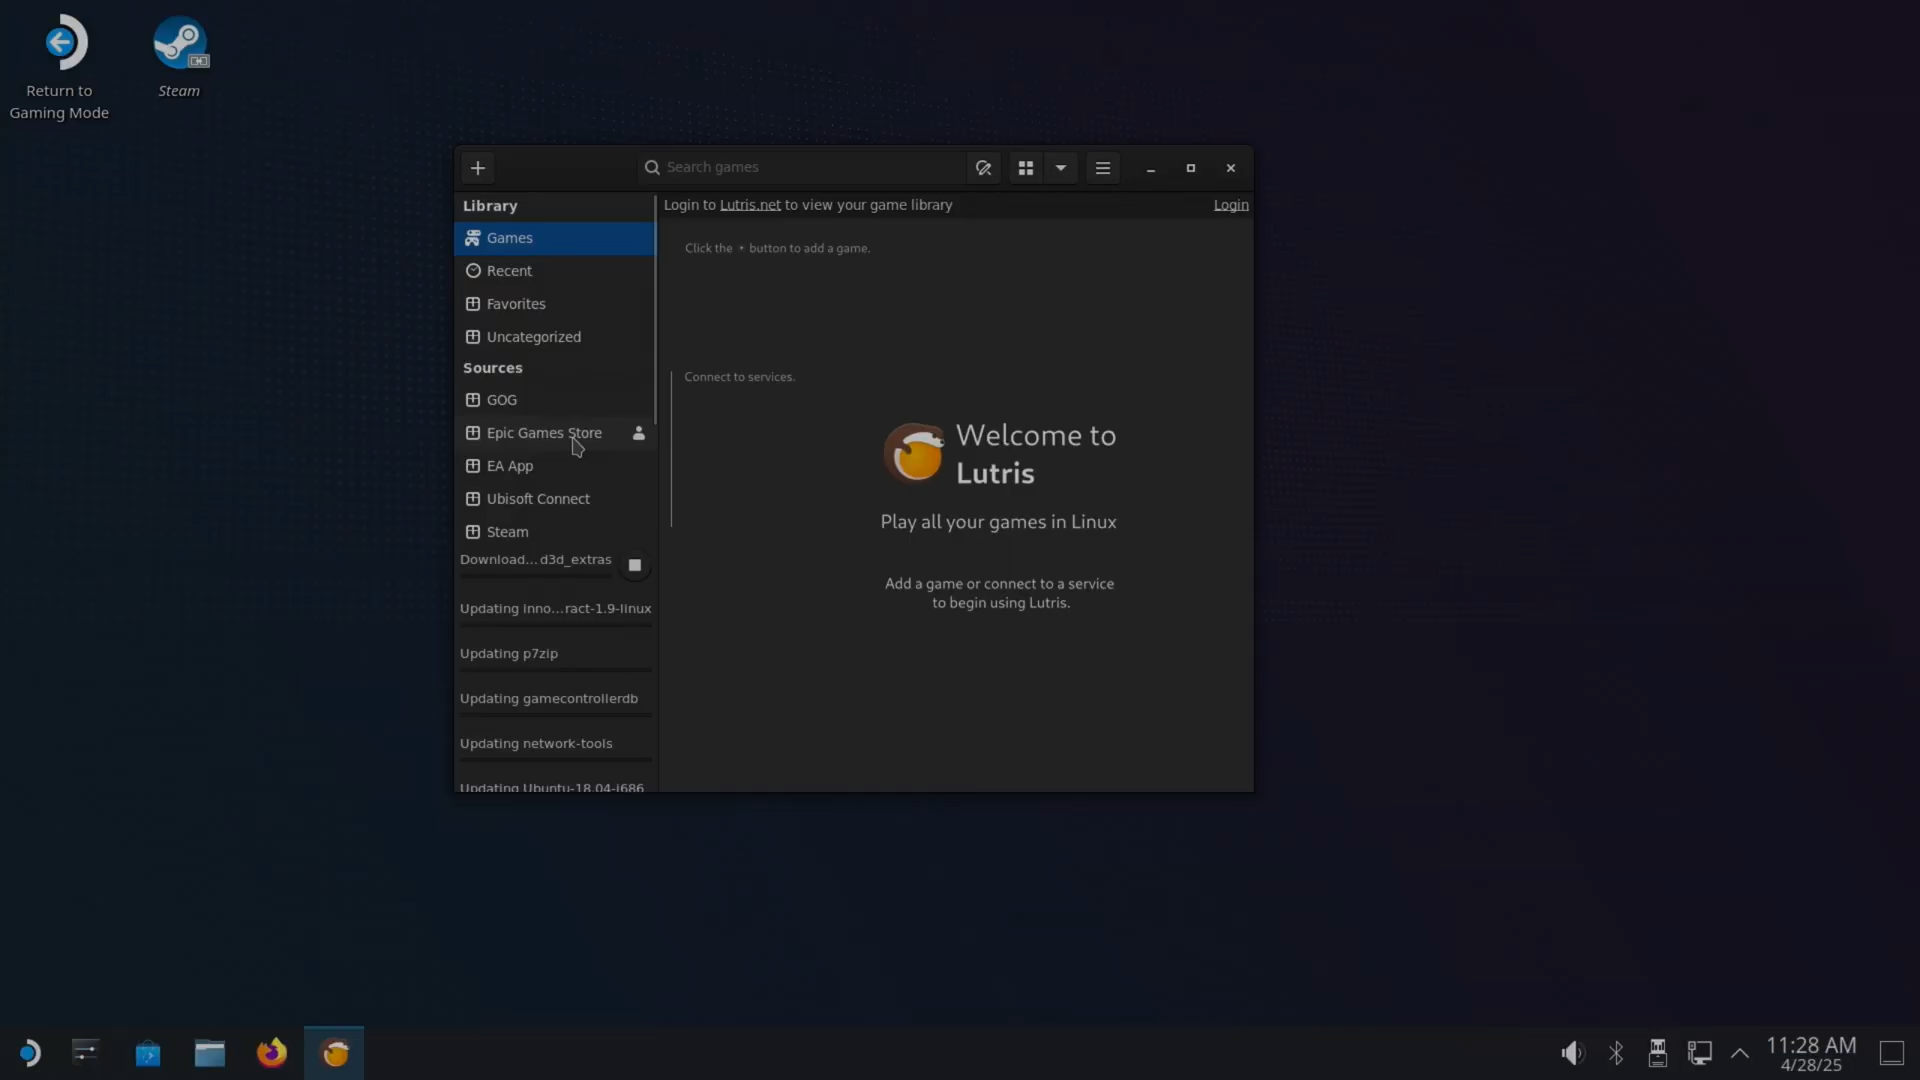 Return to
Gaming Mode
Steam
Search games
Library
Login to Lutris.net to view your game library
Login
Games
Click the + button to add a game.
Recent
Favorites
Uncategorized
Sources
Connect to services.
GOG
Epic Games Store
EA App
Ubisoft Connect
Steam
Welcome to
Lutris
Play all your games in Linux
Add a game or connect to a service
to begin using Lutris.
Download...d3d_extras
Updating inno...ract-1.9-linux
Updating p7zip
Updating gamecontrollerdb
Updating network-tools
Updating Ubuntu-18.04-i686
11:28 AM
4/28/25